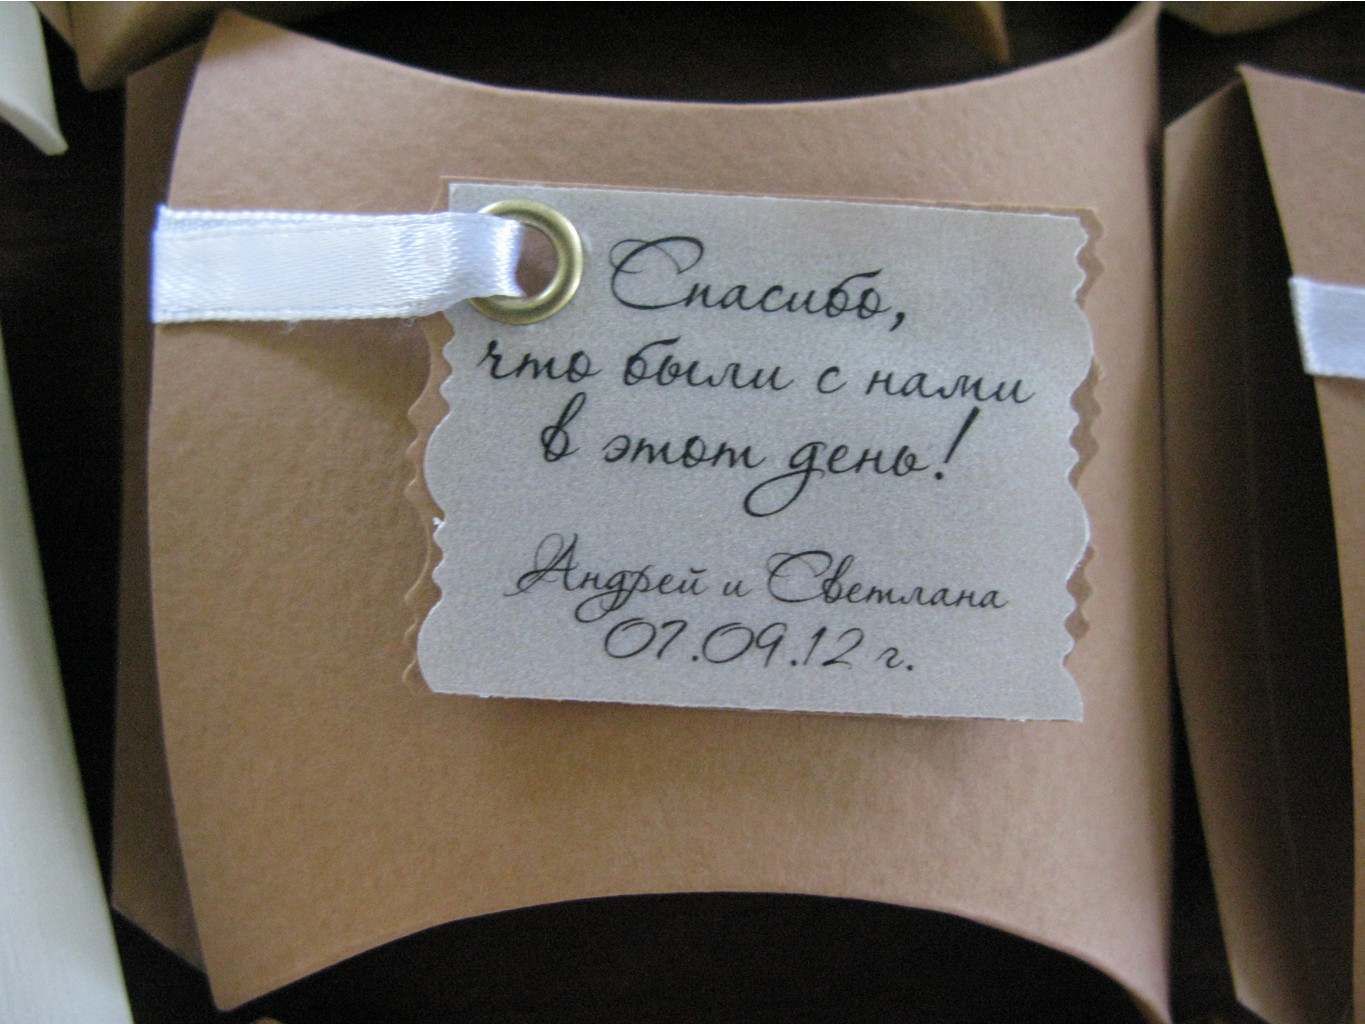 Спасибо,
что были с нами
в этот день!
Андрей и Светлана
07.09.12 г.